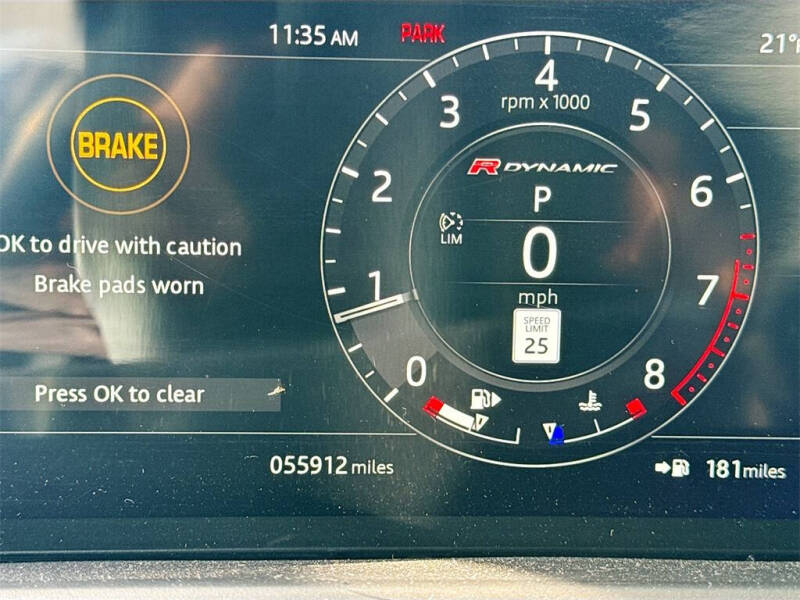 11:35 AM
PARK
21°
BRAKE
OK to drive with caution
Brake pads worn
Press OK to clear
055912 miles
0
1
2
3
4
5
6
7
8
rpm x 1000
R DYNAMIC
P
LIM
0
mph
SPEED
LIMIT
25
181 miles